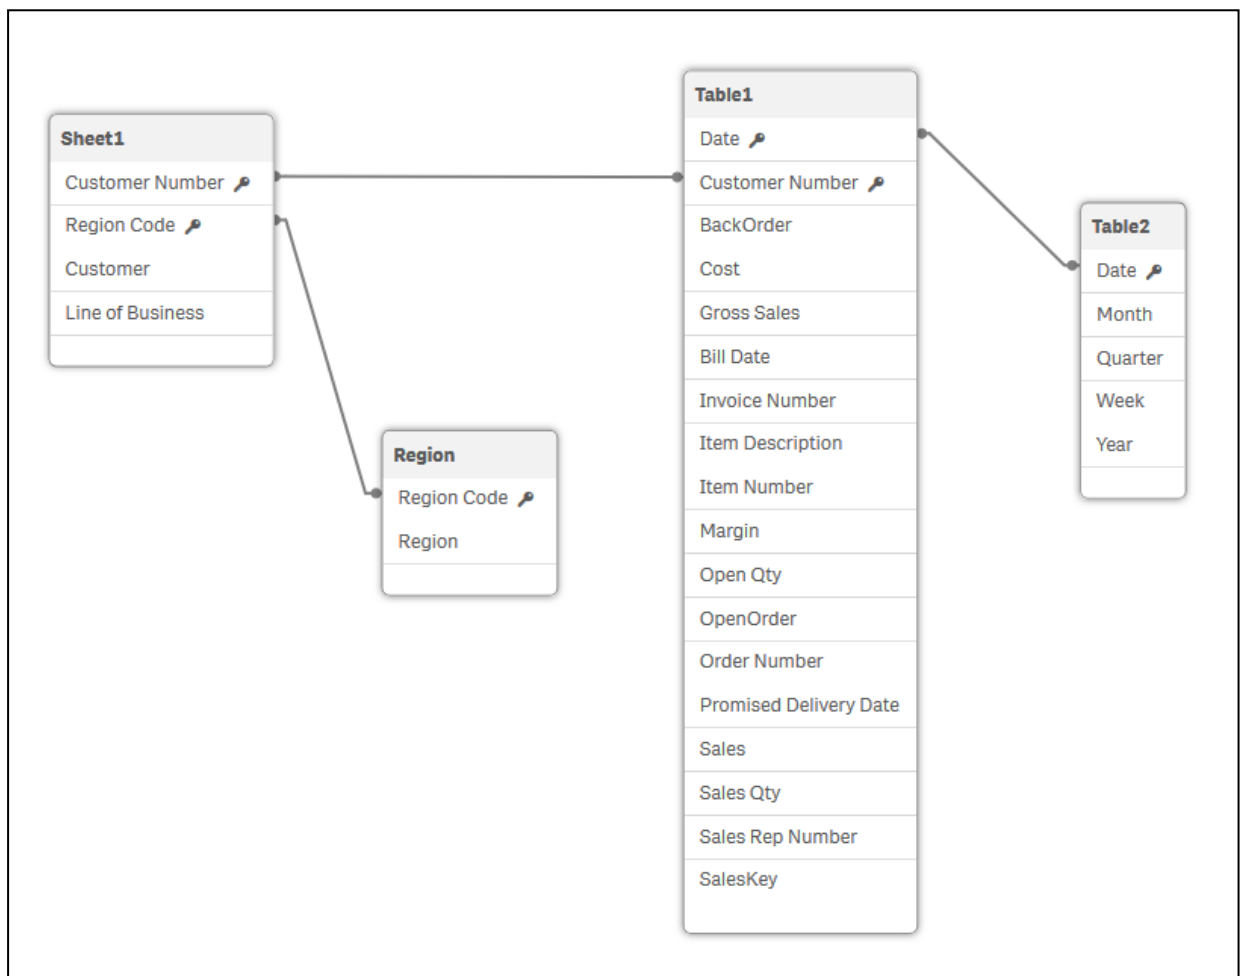 Sheet1
Customer Number
Region Code
Customer
Line of Business
Region
Region Code
Region
Table1
Date
Customer Number
BackOrder
Cost
Gross Sales
Bill Date
Invoice Number
Item Description
Item Number
Margin
Open Qty
OpenOrder
Order Number
Promised Delivery Date
Sales
Sales Qty
Sales Rep Number
SalesKey
Table2
Date
Month
Quarter
Week
Year